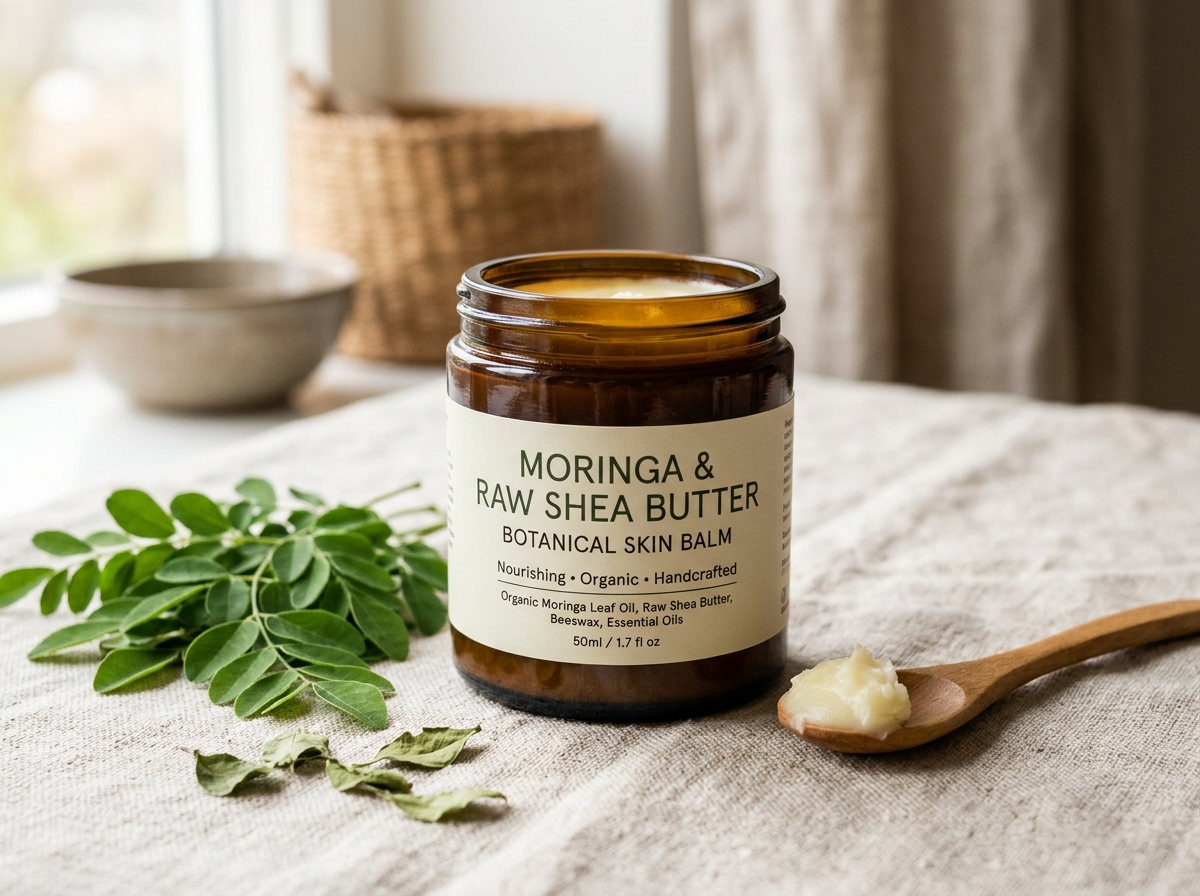 MORINGA &
RAW SHEA BUTTER
BOTANICAL SKIN BALM
Nourishing • Organic • Handcrafted
Organic Moringa Leaf Oil, Raw Shea Butter,
Beeswax, Essential Oils
50ml / 1.7 fl oz